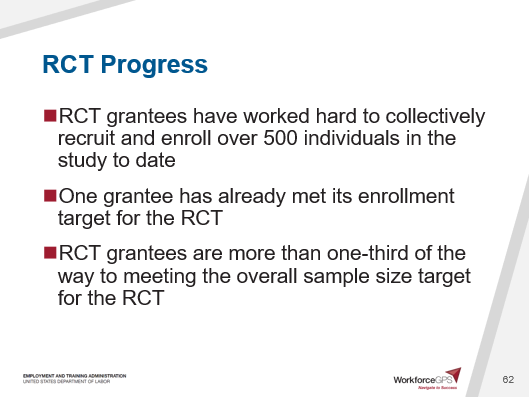 RCT Progress
RCT grantees have worked hard to collectively
recruit and enroll over 500 individuals in the
study to date
One grantee has already met its enrollment
target for the RCT
RCT grantees are more than one-third of the
way to meeting the overall sample size target
for the RCT
EMPLOYMENT AND TRAINING ADMINISTRATION
UNITED STATES DEPARTMENT OF LABOR
WorkforceGPS
Navigate to Success
62